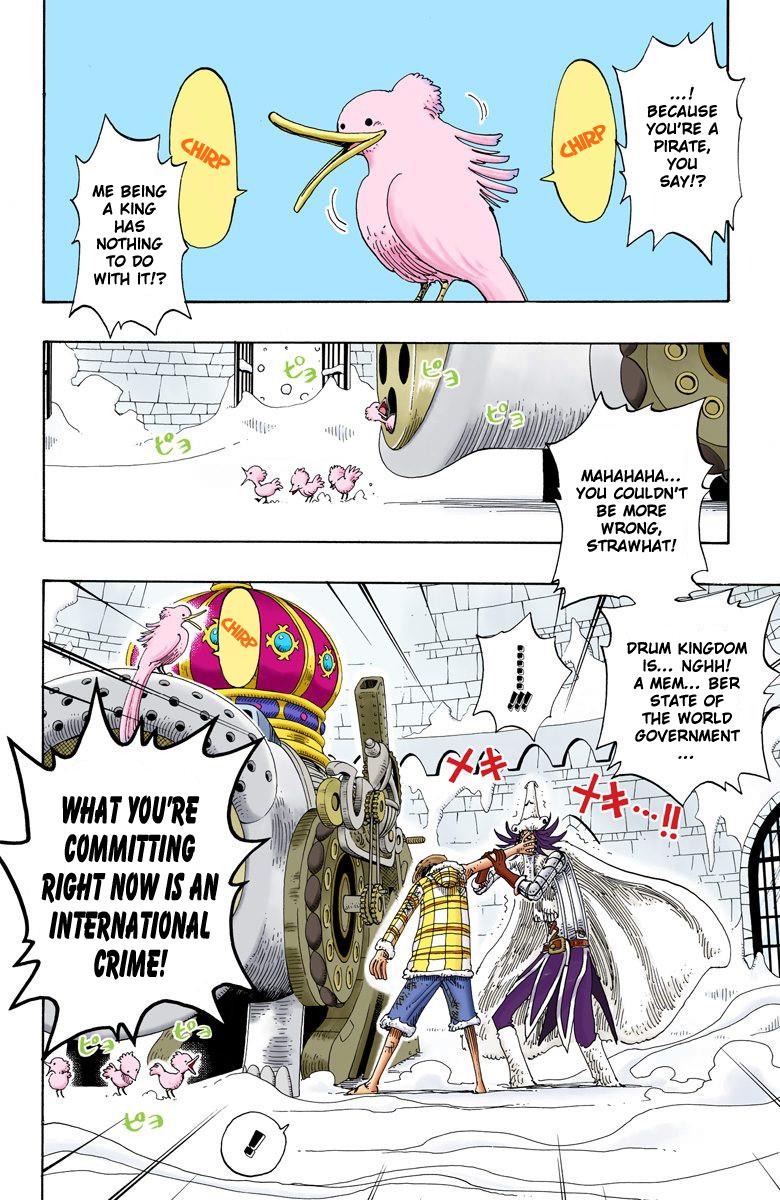 ...!
BECAUSE
YOU'RE A
PIRATE,
YOU
SAY!?
CHIRP
CHIRP
ME BEING
A KING
HAS
NOTHING
TO DO
WITH IT!?
ピヨ
ピヨ
ピヨ
ピヨ
MAHAHAHA...
YOU COULDN'T
BE MORE
WRONG,
STRAWHAT!
DRUM KINGDOM
IS... NGHH!
A MEM... BER
STATE OF
THE WORLD
GOVERNMENT
...
......!!!
CHIRP
メキ
メキ...!!
WHAT YOU'RE
COMMITTING
RIGHT NOW IS AN
INTERNATIONAL
CRIME!
ピヨ
ピヨ
ピヨ
!